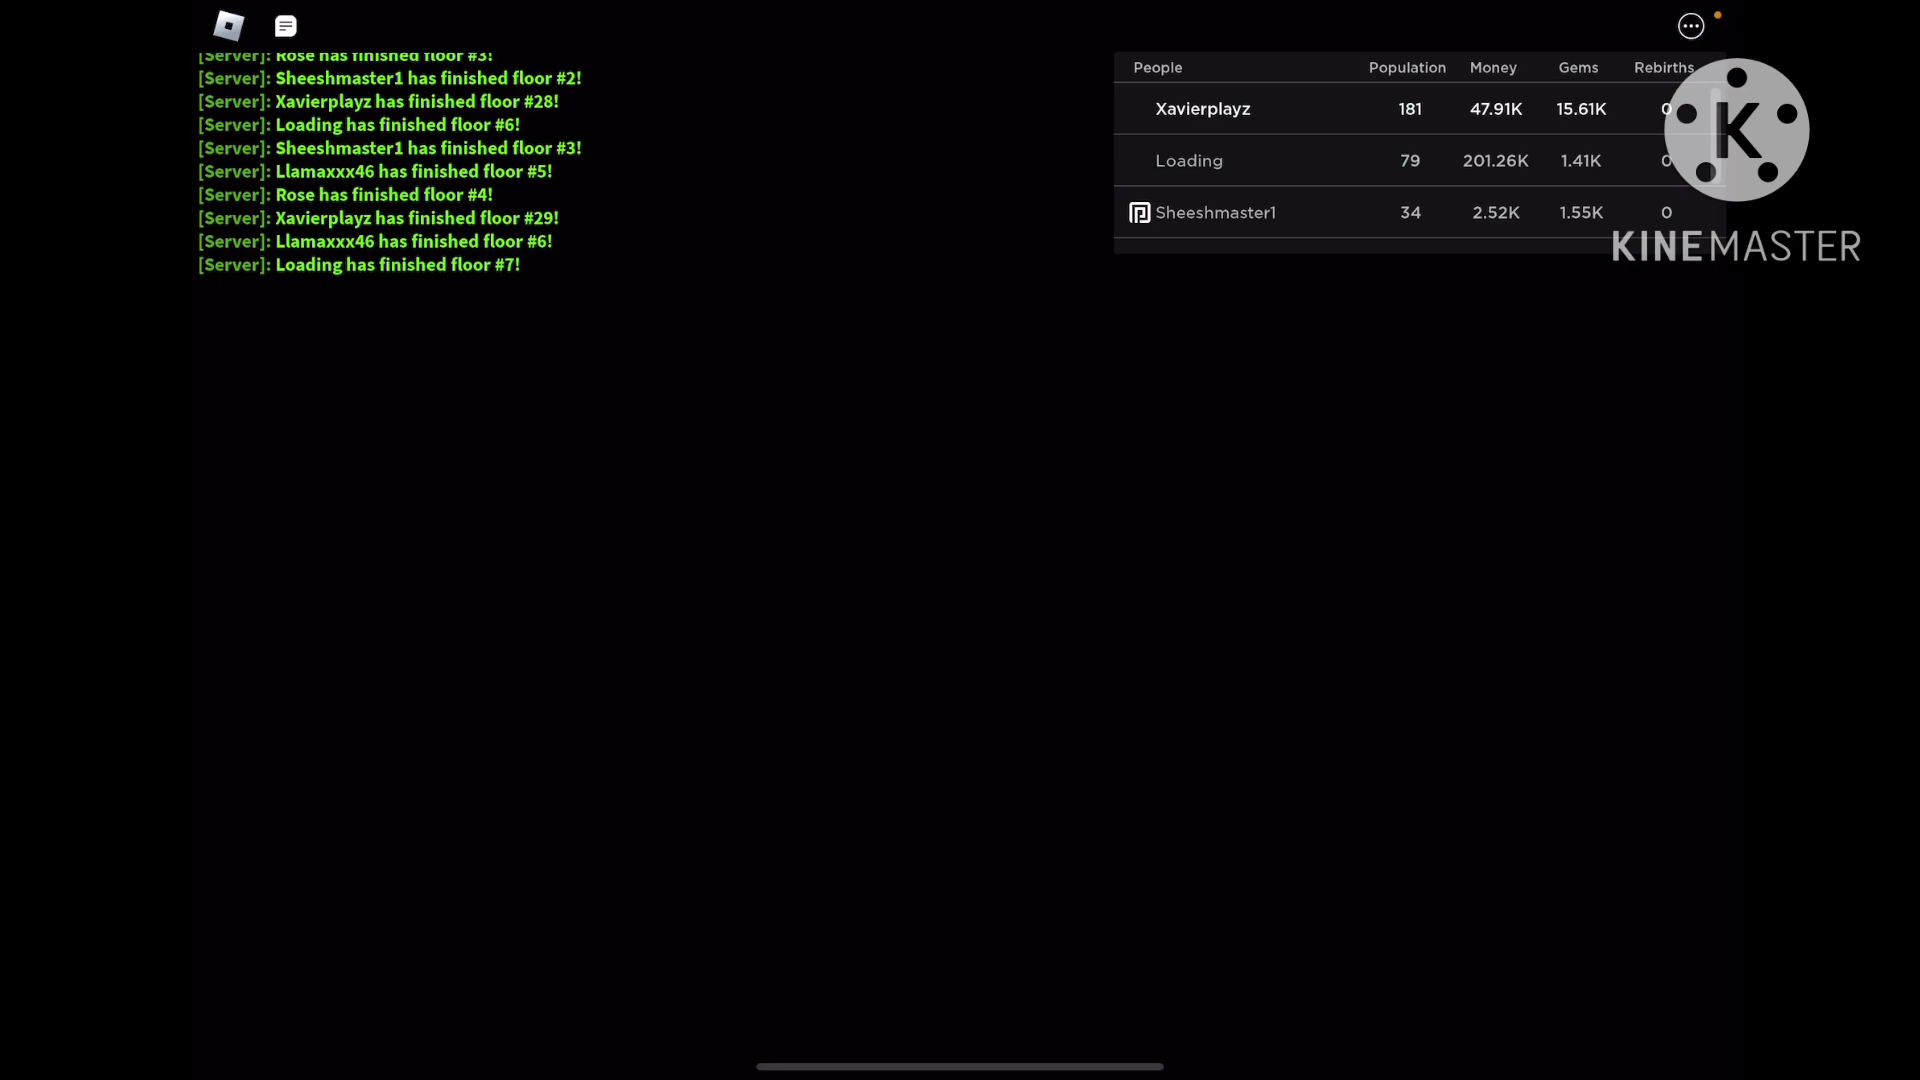 [Server]: Rose has finished floor #3!
[Server]: Sheeshmaster1 has finished floor #2!
[Server]: Xavierplayz has finished floor #28!
[Server]: Loading has finished floor #6!
[Server]: Sheeshmaster1 has finished floor #3!
[Server]: Llamaxxx46 has finished floor #5!
[Server]: Rose has finished floor #4!
[Server]: Xavierplayz has finished floor #29!
[Server]: Llamaxxx46 has finished floor #6!
[Server]: Loading has finished floor #7!
People Population Money Gems Rebirths
Xavierplayz 181 47.91K 15.61K 0
Loading 79 201.26K 1.41K 0
Sheeshmaster1 34 2.52K 1.55K 0
K
KINEMASTER